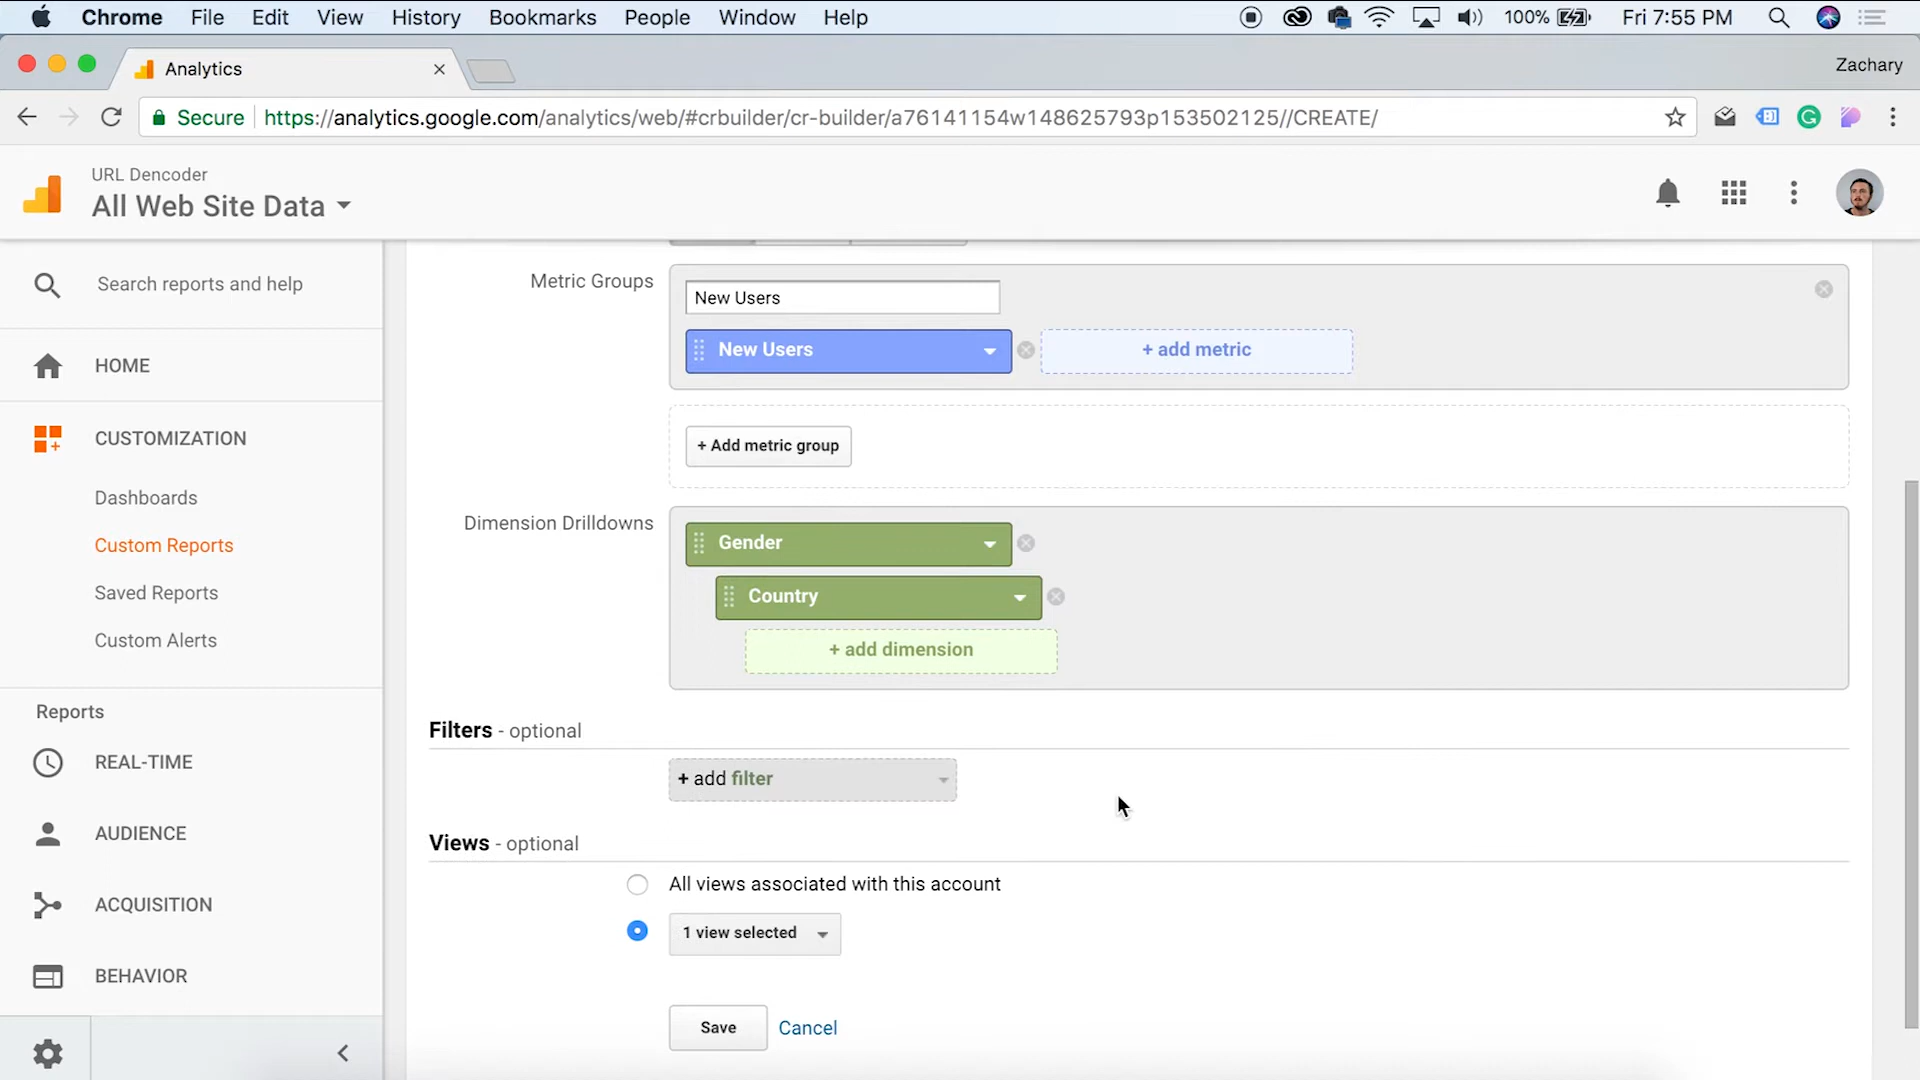 Chrome File Edit View History Bookmarks People Window Help 100% Fri 7:55 PM
Analytics Zachary
Secure https://analytics.google.com/analytics/web/#crbuilder/cr-builder/a76141154w148625793p153502125//CREATE/
URL Dencoder
All Web Site Data
Search reports and help
HOME
CUSTOMIZATION
Dashboards
Custom Reports
Saved Reports
Custom Alerts
Reports
REAL-TIME
AUDIENCE
ACQUISITION
BEHAVIOR
Metric Groups
New Users
New Users + add metric
+ Add metric group
Dimension Drilldowns
Gender
Country
+ add dimension
Filters - optional
+ add filter
Views - optional
All views associated with this account
1 view selected
Save Cancel